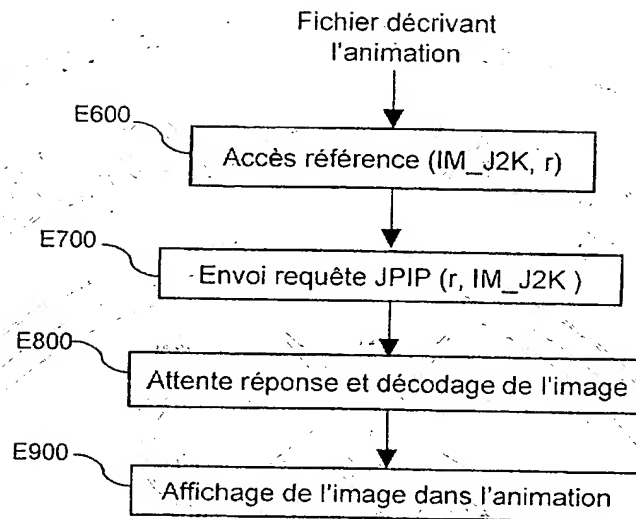 Fichier décrivant
l'animation
E600
Accès référence (IM_J2K, r)
E700
Envoi requête JPIP (r, IM_J2K )
E800
Attente réponse et décodage de l'image
E900
Affichage de l'image dans l'animation